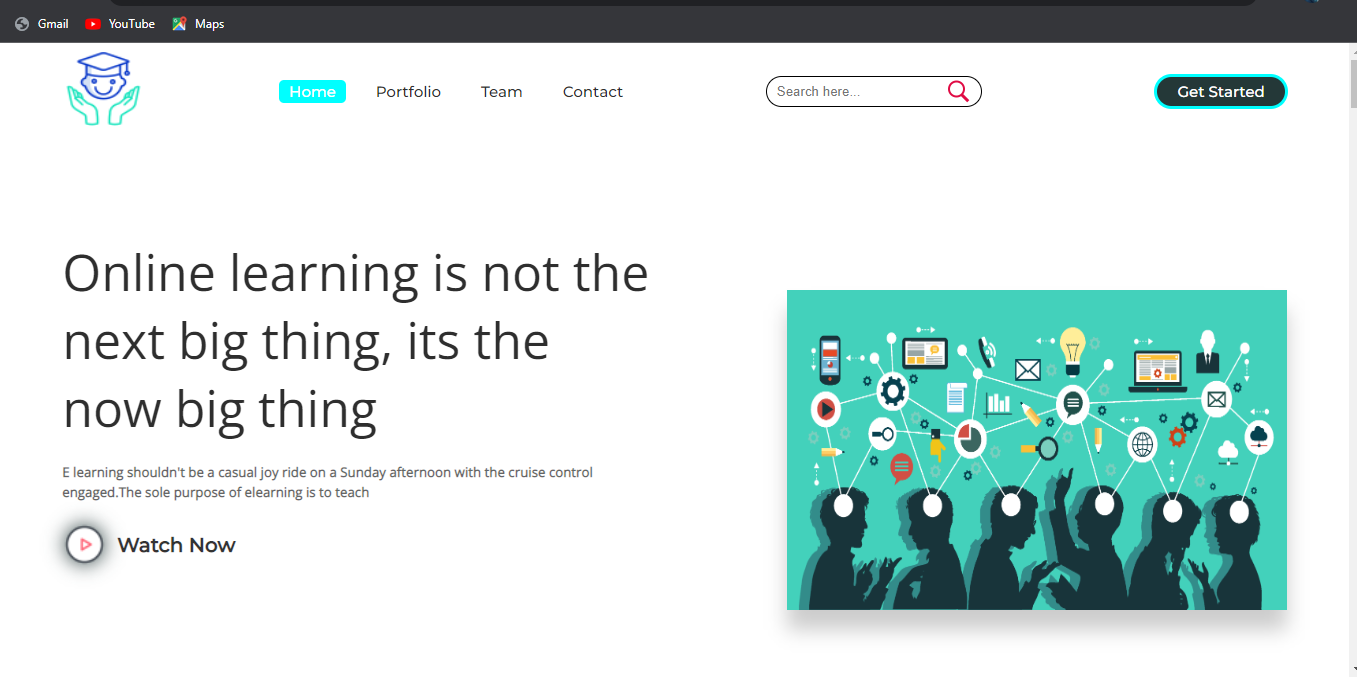 Gmail YouTube Maps
Home Portfolio Team Contact Search here... Get Started
Online learning is not the
next big thing, its the
now big thing
E learning shouldn't be a casual joy ride on a Sunday afternoon with the cruise control
engaged.The sole purpose of elearning is to teach
Watch Now